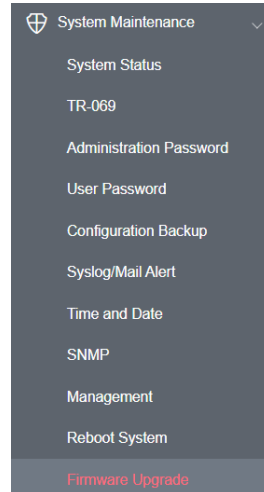 System Maintenance
System Status
TR-069
Administration Password
User Password
Configuration Backup
Syslog/Mail Alert
Time and Date
SNMP
Management
Reboot System
Firmware Upgrade